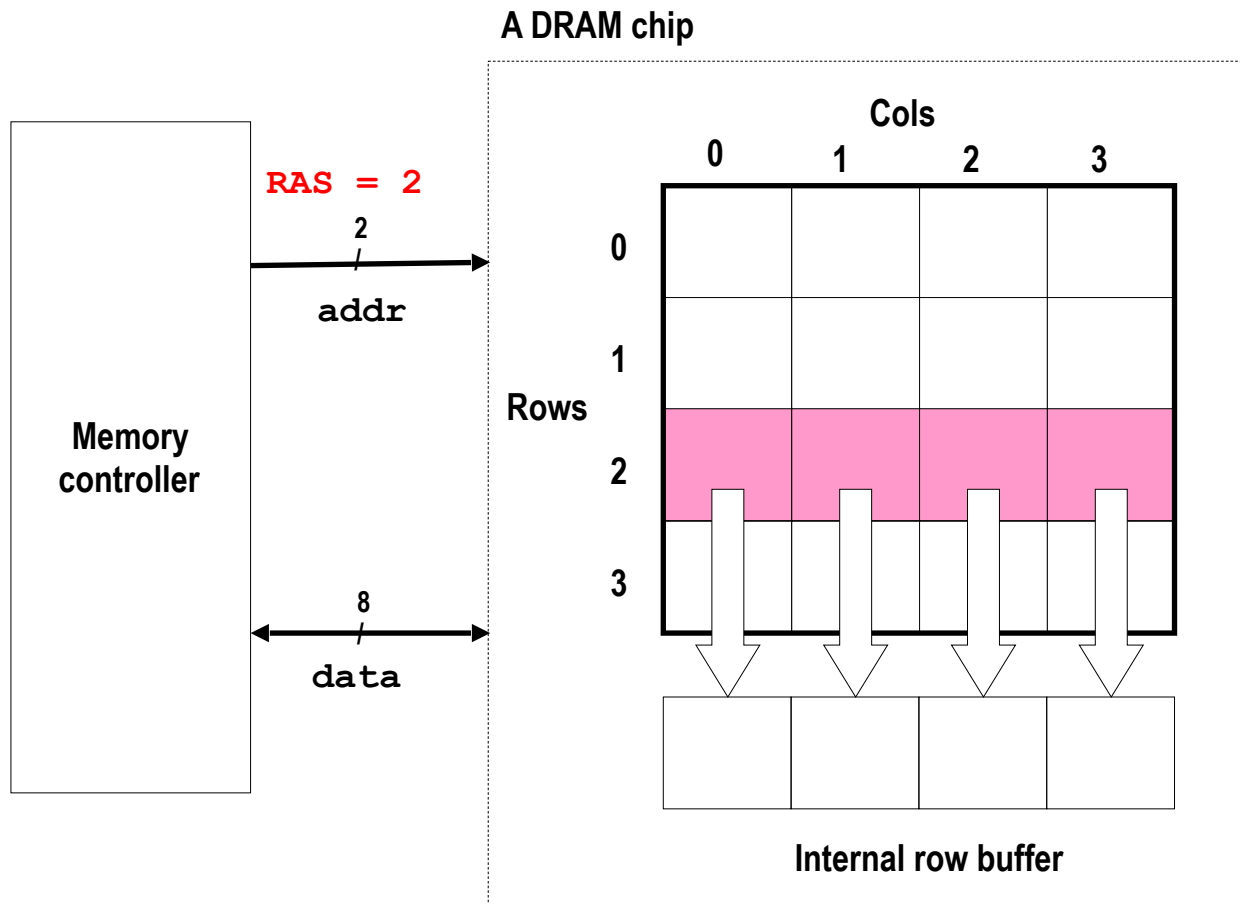 A DRAM chip
Cols
0 1 2 3
RAS = 2
2
addr
0
1
Rows
2
3
Memory
controller
8
data
Internal row buffer